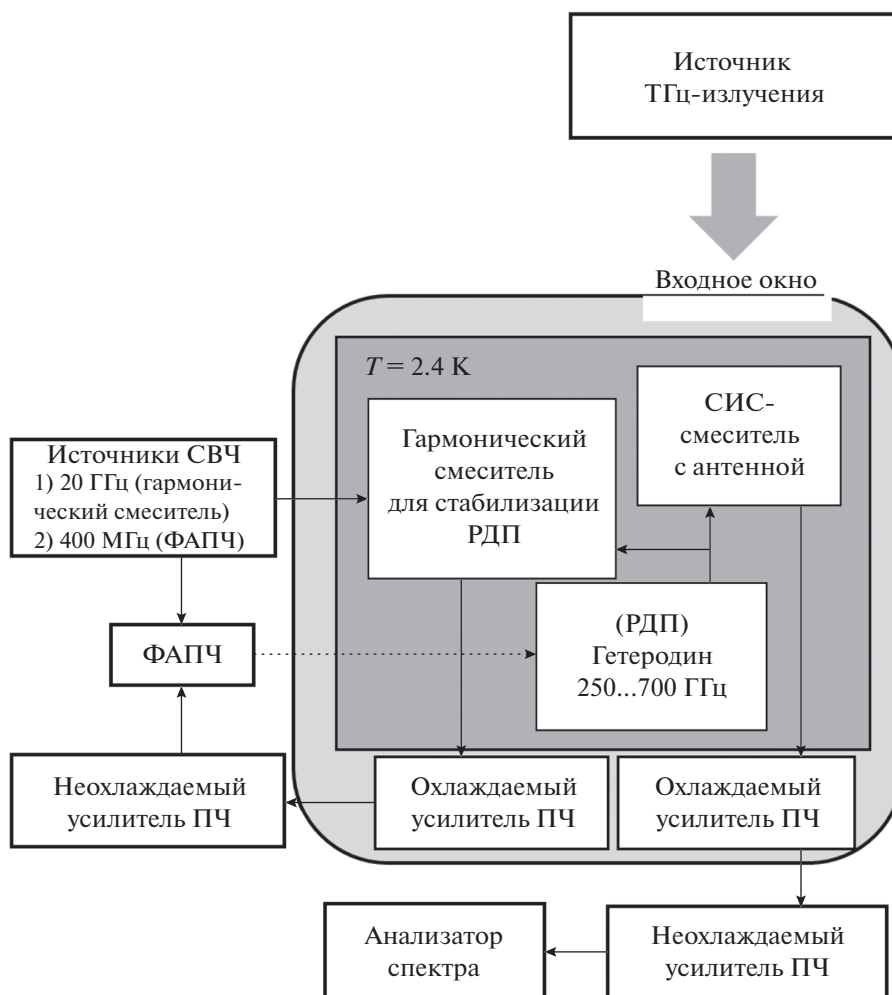 Источник
ТГц-излучения
Входное окно
T = 2.4 К
СИС-
смеситель
с антенной
Гармонический
смеситель
для стабилизации
РДП
Источники СВЧ
1) 20 ГГц (гармони-
ческий смеситель)
2) 400 МГц (ФАПЧ)
(РДП)
Гетеродин
250...700 ГГц
ФАПЧ
Неохлаждаемый
усилитель ПЧ
Охлаждаемый
усилитель ПЧ
Охлаждаемый
усилитель ПЧ
Анализатор
спектра
Неохлаждаемый
усилитель ПЧ